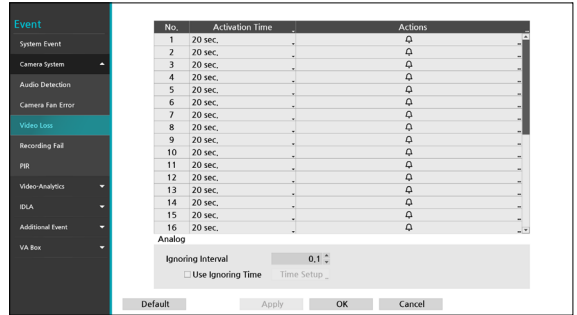 Event
System Event
Camera System
Audio Detection
Camera Fan Error
Video Loss
Recording Fail
PIR
Video-Analytics
IDLA
Additional Event
VA Box
No. Activation Time Actions
1 20 sec.
2 20 sec.
3 20 sec.
4 20 sec.
5 20 sec.
6 20 sec.
7 20 sec.
8 20 sec.
9 20 sec.
10 20 sec.
11 20 sec.
12 20 sec.
13 20 sec.
14 20 sec.
15 20 sec.
16 20 sec.
Analog
Ignoring Interval 0.1
Use Ignoring Time Time Setup
Default Apply OK Cancel